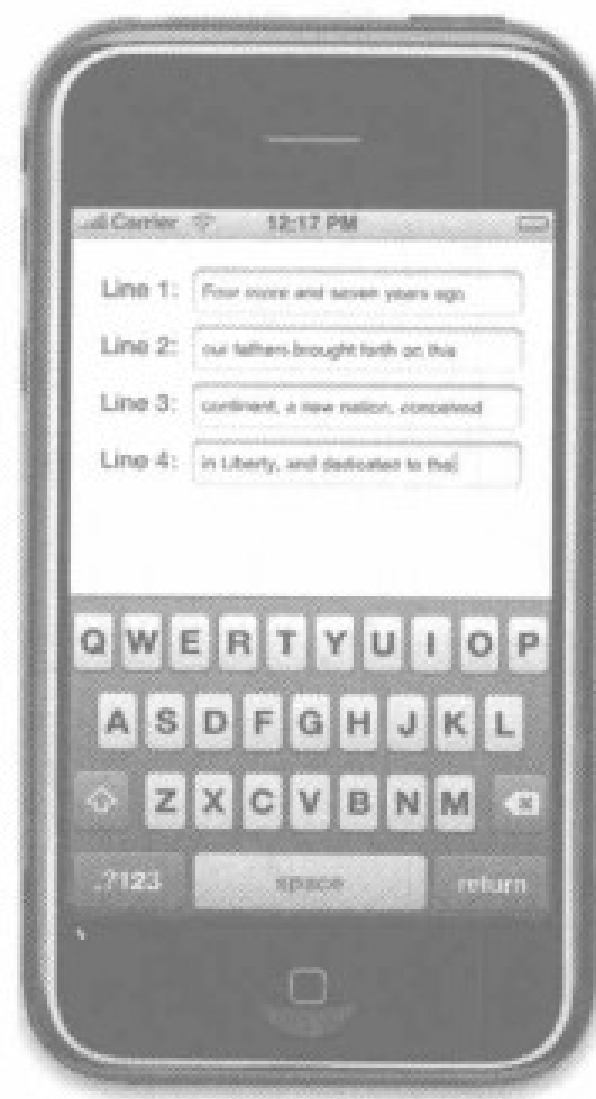 Carrier 12:17 PM
Line 1: Four score and seven years ago
Line 2: our fathers brought forth on this
Line 3: continent, a new nation, conceived
Line 4: in Liberty, and dedicated to the
Q W E R T Y U I O P
A S D F G H J K L
Z X C V B N M
.?123 space return